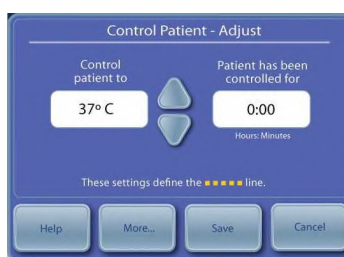 Control Patient - Adjust
Control
patient to
37º C
Patient has been
controlled for
0:00
Hours: Minutes
These settings define the ▪▪▪▪▪ line.
Help
More...
Save
Cancel